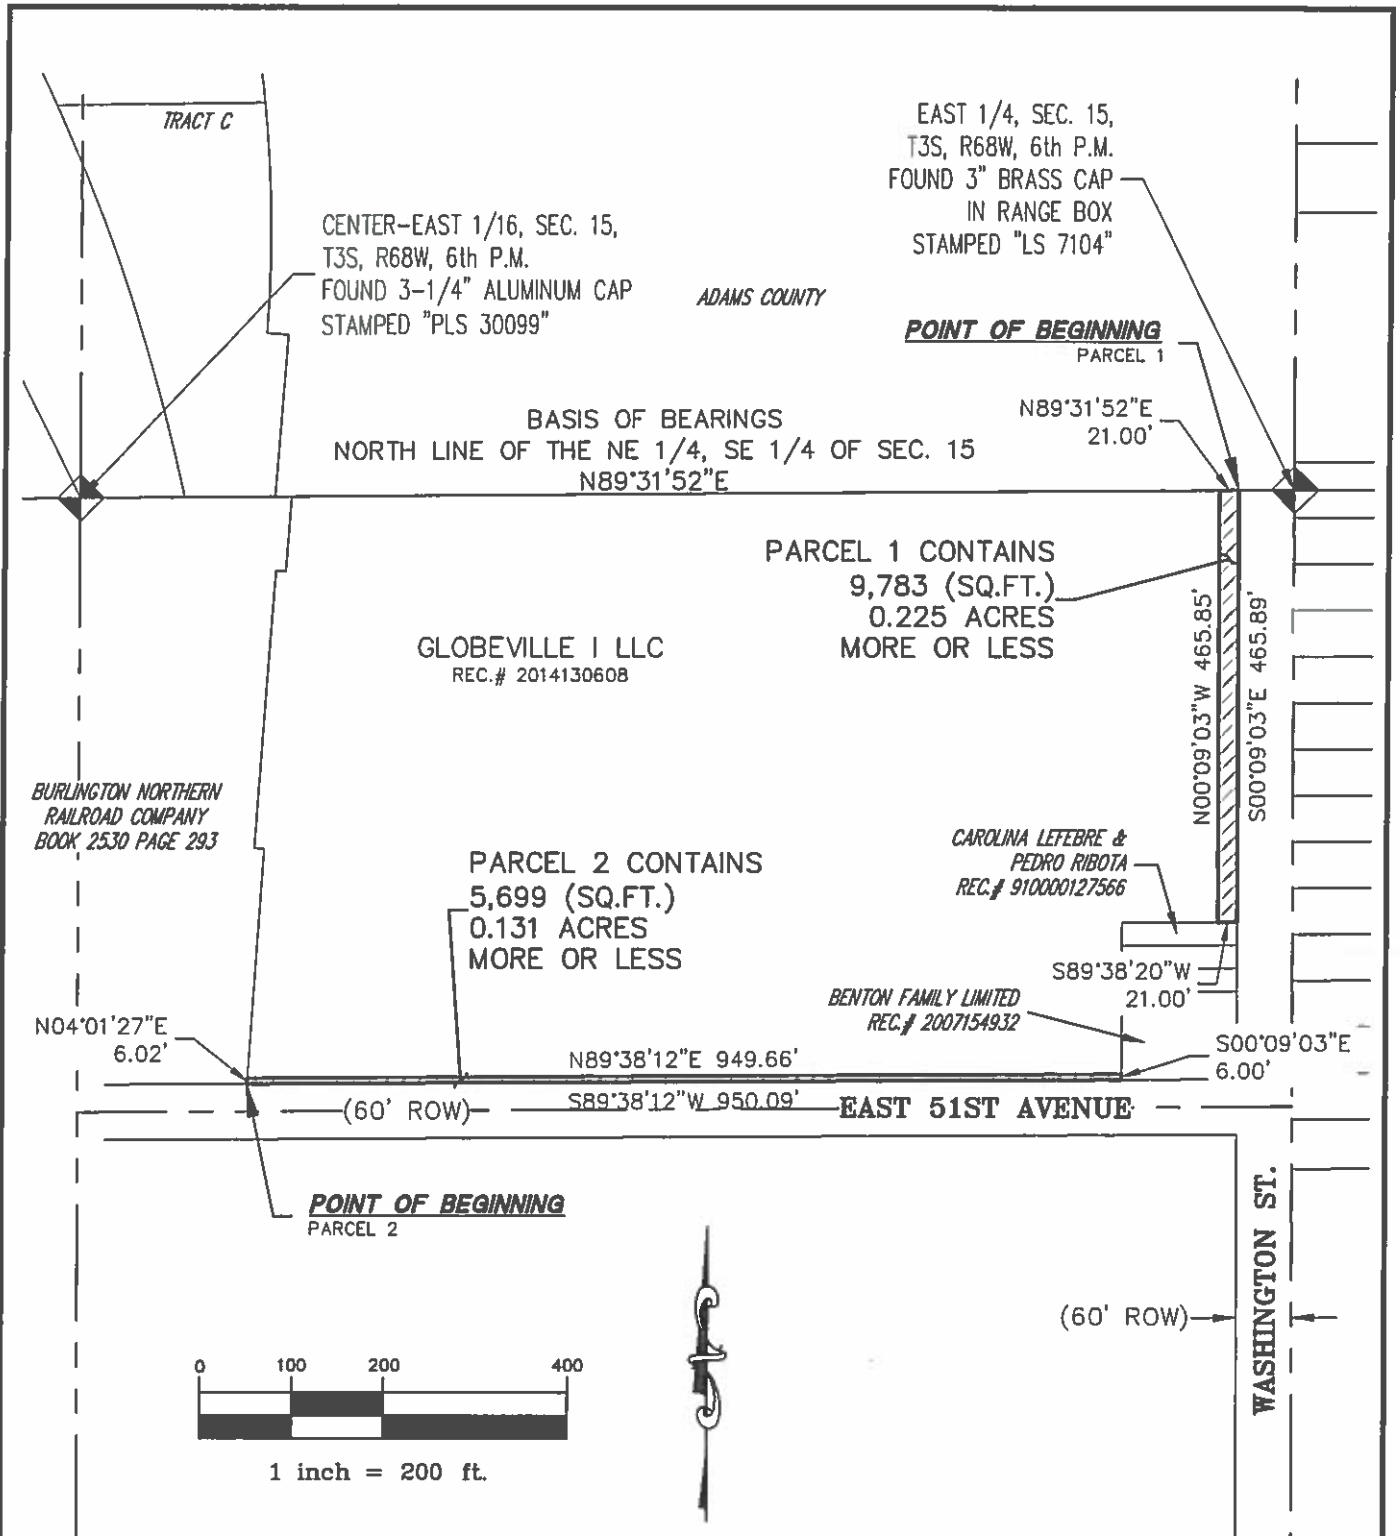 TRACT C
EAST 1/4, SEC. 15,
T3S, R68W, 6th P.M.
FOUND 3" BRASS CAP
IN RANGE BOX
STAMPED "LS 7104"
CENTER-EAST 1/16, SEC. 15,
T3S, R68W, 6th P.M.
FOUND 3-1/4" ALUMINUM CAP
STAMPED "PLS 30099"
ADAMS COUNTY
POINT OF BEGINNING
PARCEL 1
N89°31'52"E
21.00'
BASIS OF BEARINGS
NORTH LINE OF THE NE 1/4, SE 1/4 OF SEC. 15
N89°31'52"E
PARCEL 1 CONTAINS
9,783 (SQ.FT.)
0.225 ACRES
MORE OR LESS
N00°09'03"W 465.85'
S00°09'03"E 465.89'
GLOBEVILLE I LLC
REC.# 2014130608
BURLINGTON NORTHERN
RAILROAD COMPANY
BOOK 2530 PAGE 293
CAROLINA LEFEBRE &
PEDRO RIBOTA
REC.# 910000127566
PARCEL 2 CONTAINS
5,699 (SQ.FT.)
0.131 ACRES
MORE OR LESS
S89°38'20"W
21.00'
BENTON FAMILY LIMITED
REC.# 2007154932
N04°01'27"E
6.02'
N89°38'12"E 949.66'
S00°09'03"E
6.00'
(60' ROW)
S89°38'12"W 950.09'
EAST 51ST AVENUE
POINT OF BEGINNING
PARCEL 2
WASHINGTON ST.
(60' ROW)
0 100 200 400
1 inch = 200 ft.